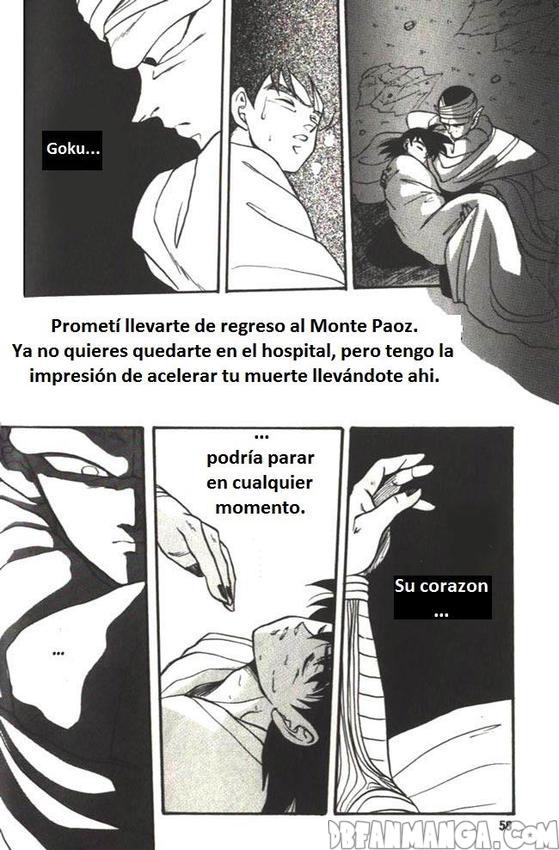 Goku...
Prometí llevarte de regreso al Monte Paoz.
Ya no quieres quedarte en el hospital, pero tengo la
impresión de acelerar tu muerte llevándote ahi.
Su corazon
...
...
podría parar
en cualquier
momento.
...
58
DBFANMANGA.COM